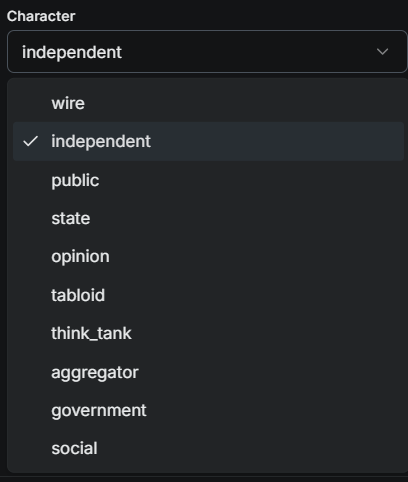 Character
independent
wire
independent
public
state
opinion
tabloid
think_tank
aggregator
government
social